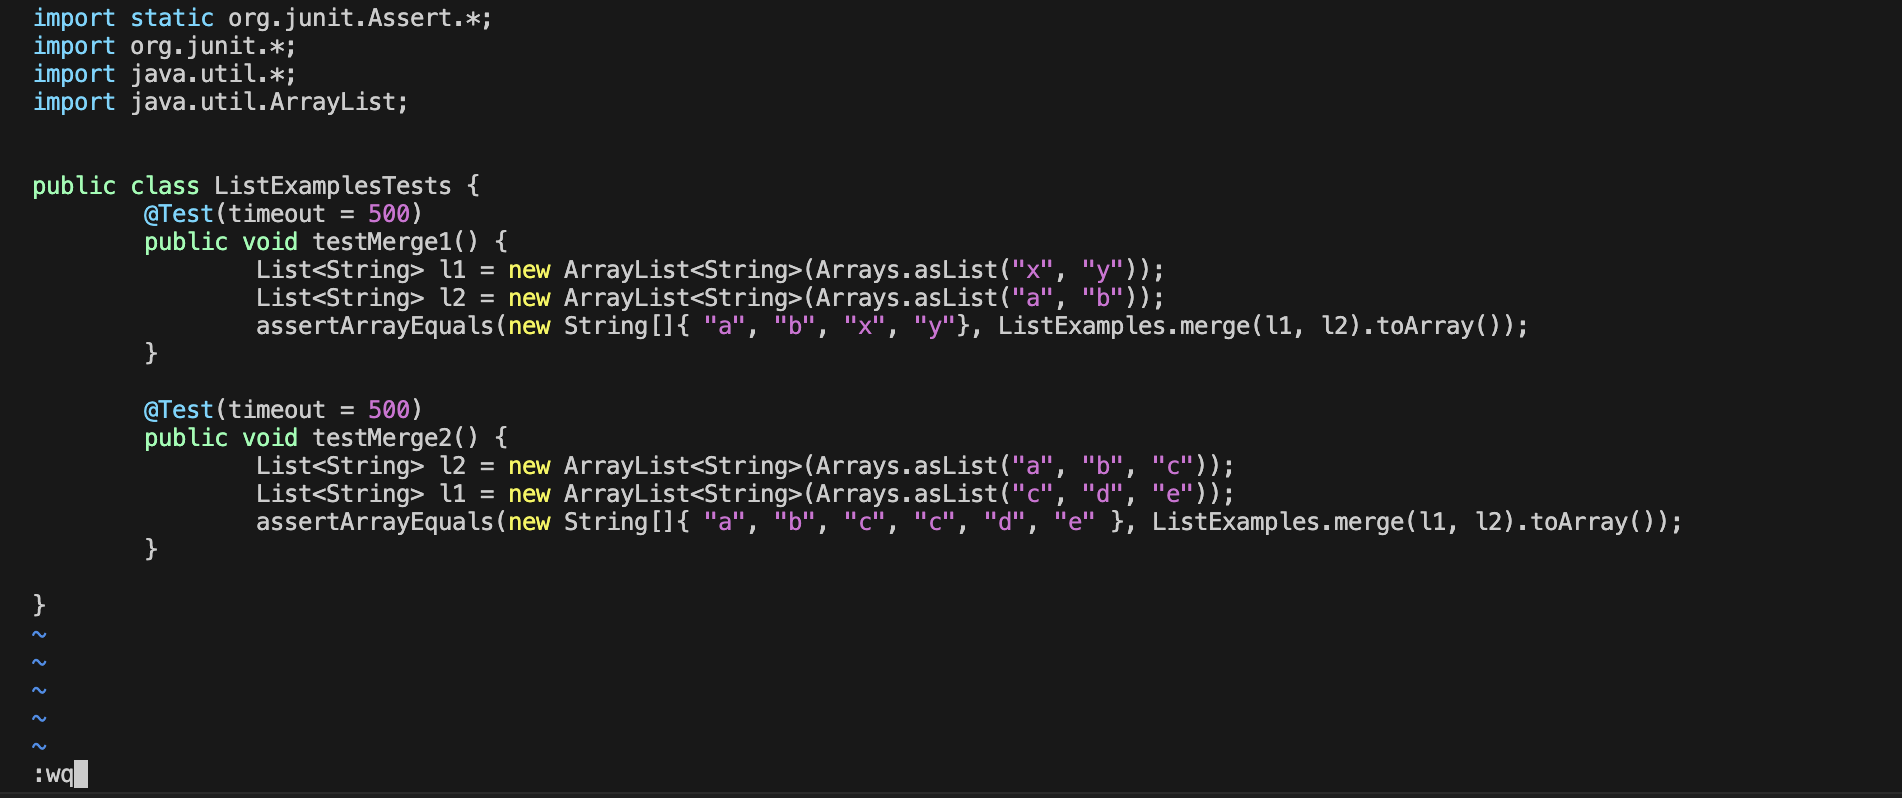 import static org.junit.Assert.*;
import org.junit.*;
import java.util.*;
import java.util.ArrayList;


public class ListExamplesTests {
        @Test(timeout = 500)
        public void testMerge1() {
                List<String> l1 = new ArrayList<String>(Arrays.asList("x", "y"));
                List<String> l2 = new ArrayList<String>(Arrays.asList("a", "b"));
                assertArrayEquals(new String[]{ "a", "b", "x", "y"}, ListExamples.merge(l1, l2).toArray());
        }

        @Test(timeout = 500)
        public void testMerge2() {
                List<String> l2 = new ArrayList<String>(Arrays.asList("a", "b", "c"));
                List<String> l1 = new ArrayList<String>(Arrays.asList("c", "d", "e"));
                assertArrayEquals(new String[]{ "a", "b", "c", "c", "d", "e" }, ListExamples.merge(l1, l2).toArray());
        }

}
~
~
~
~
~
:wq